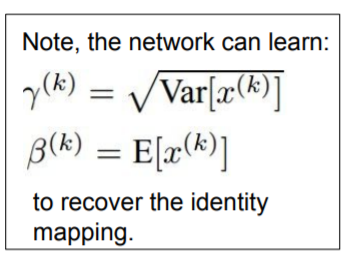 Note, the network can learn:
γ^(k) = √Var[x^(k)]
β^(k) = E[x^(k)]
to recover the identity
mapping.